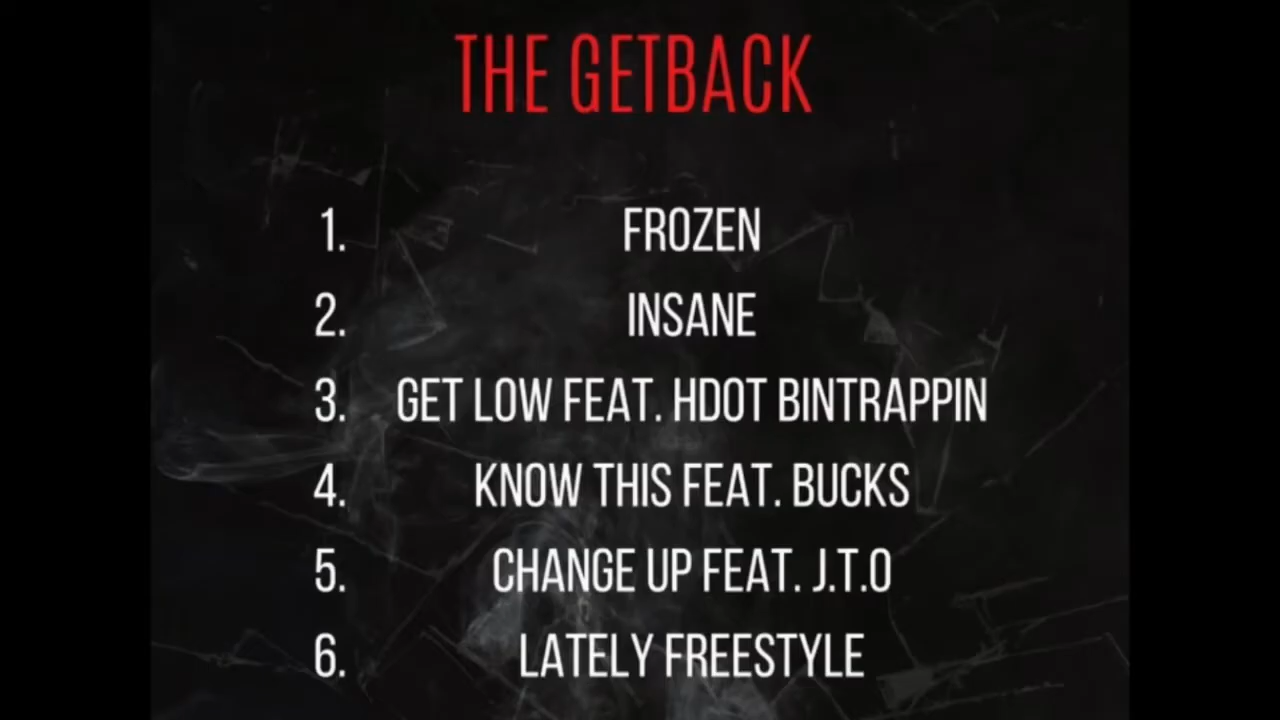 THE GETBACK
1. FROZEN
2. INSANE
3. GET LOW FEAT. HDOT BINTRAPPIN
4. KNOW THIS FEAT. BUCKS
5. CHANGE UP FEAT. J.T.O
6. LATELY FREESTYLE